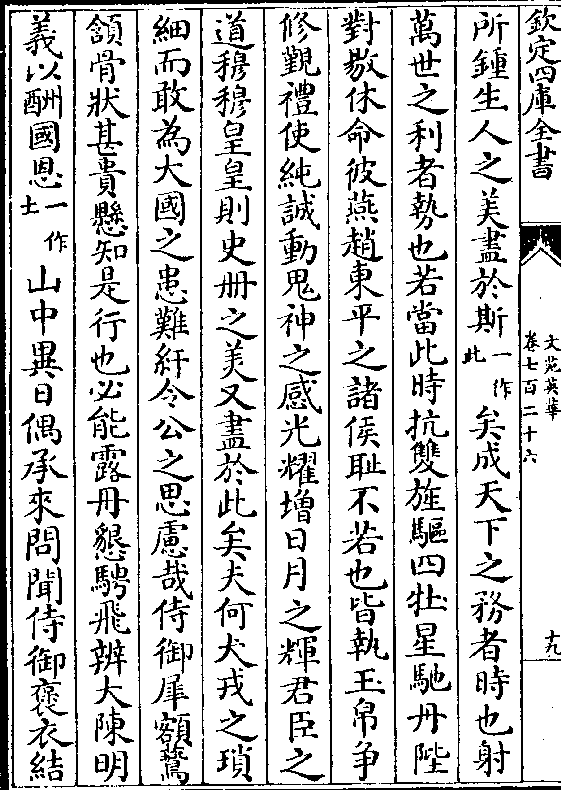 欽定四庫全書
文苑英華
卷七百二十六
十九
所鍾生人之美盡於斯一作此矣成天下之務者時也射
萬世之利者勢也若當此時抗雙旌驅四牡星馳丹陛
對敭休命彼燕趙東平之諸侯耻不若也皆執玉帛争
修覲禮使純誠動鬼神之感光耀増日月之輝君臣之
道穆穆皇皇則史册之美又盡於此矣夫何犬戎之瑣
細而敢為大國之患難紆令公之思慮哉侍御犀額鷰
頷骨狀甚貴懸知是行也必能露丹懇騁飛辨大陳明
義以酬國恩一作士山中異日偶承來問聞侍御褒衣結